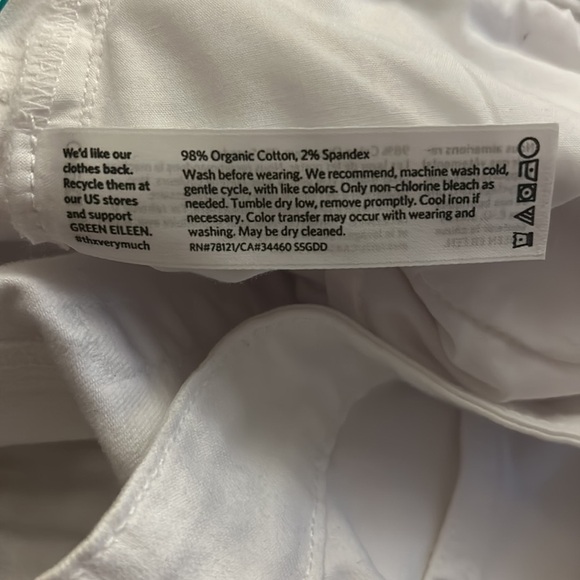 We'd like our
clothes back.
Recycle them at
our US stores
and support
GREEN EILEEN.
#thxverymuch
98% Organic Cotton, 2% Spandex
Wash before wearing. We recommend, machine wash cold,
gentle cycle, with like colors. Only non-chlorine bleach as
needed. Tumble dry low, remove promptly. Cool iron if
necessary. Color transfer may occur with wearing and
washing. May be dry cleaned.
RN#78121/CA#34460 SSGDD